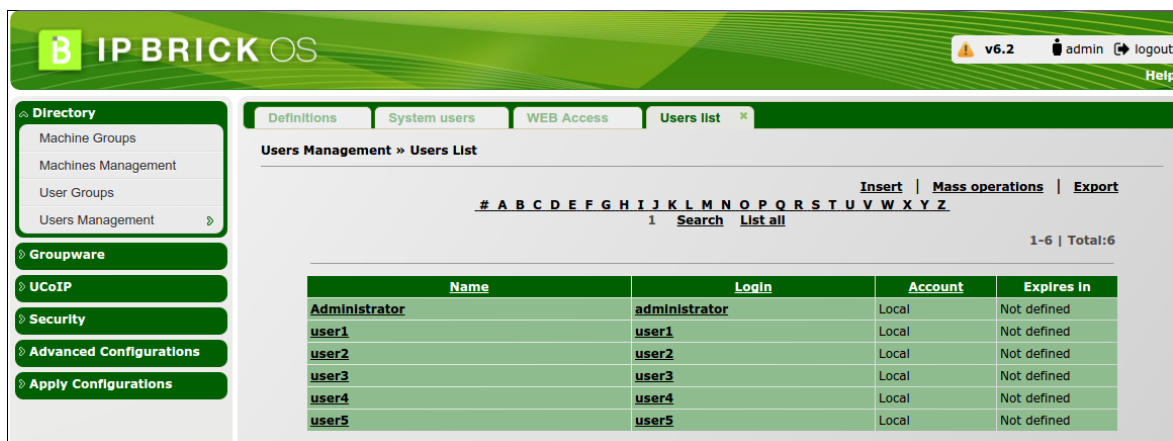 IPBRICK OS
v6.2 admin logout
Help
Directory
Machine Groups
Machines Management
User Groups
Users Management
Groupware
UCoIP
Security
Advanced Configurations
Apply Configurations
Definitions System users WEB Access Users list ×
Users Management » Users List
Insert | Mass operations | Export
# A B C D E F G H I J K L M N O P Q R S T U V W X Y Z
1 Search List all
1-6 | Total:6
Name Login Account Expires in
Administrator administrator Local Not defined
user1 user1 Local Not defined
user2 user2 Local Not defined
user3 user3 Local Not defined
user4 user4 Local Not defined
user5 user5 Local Not defined